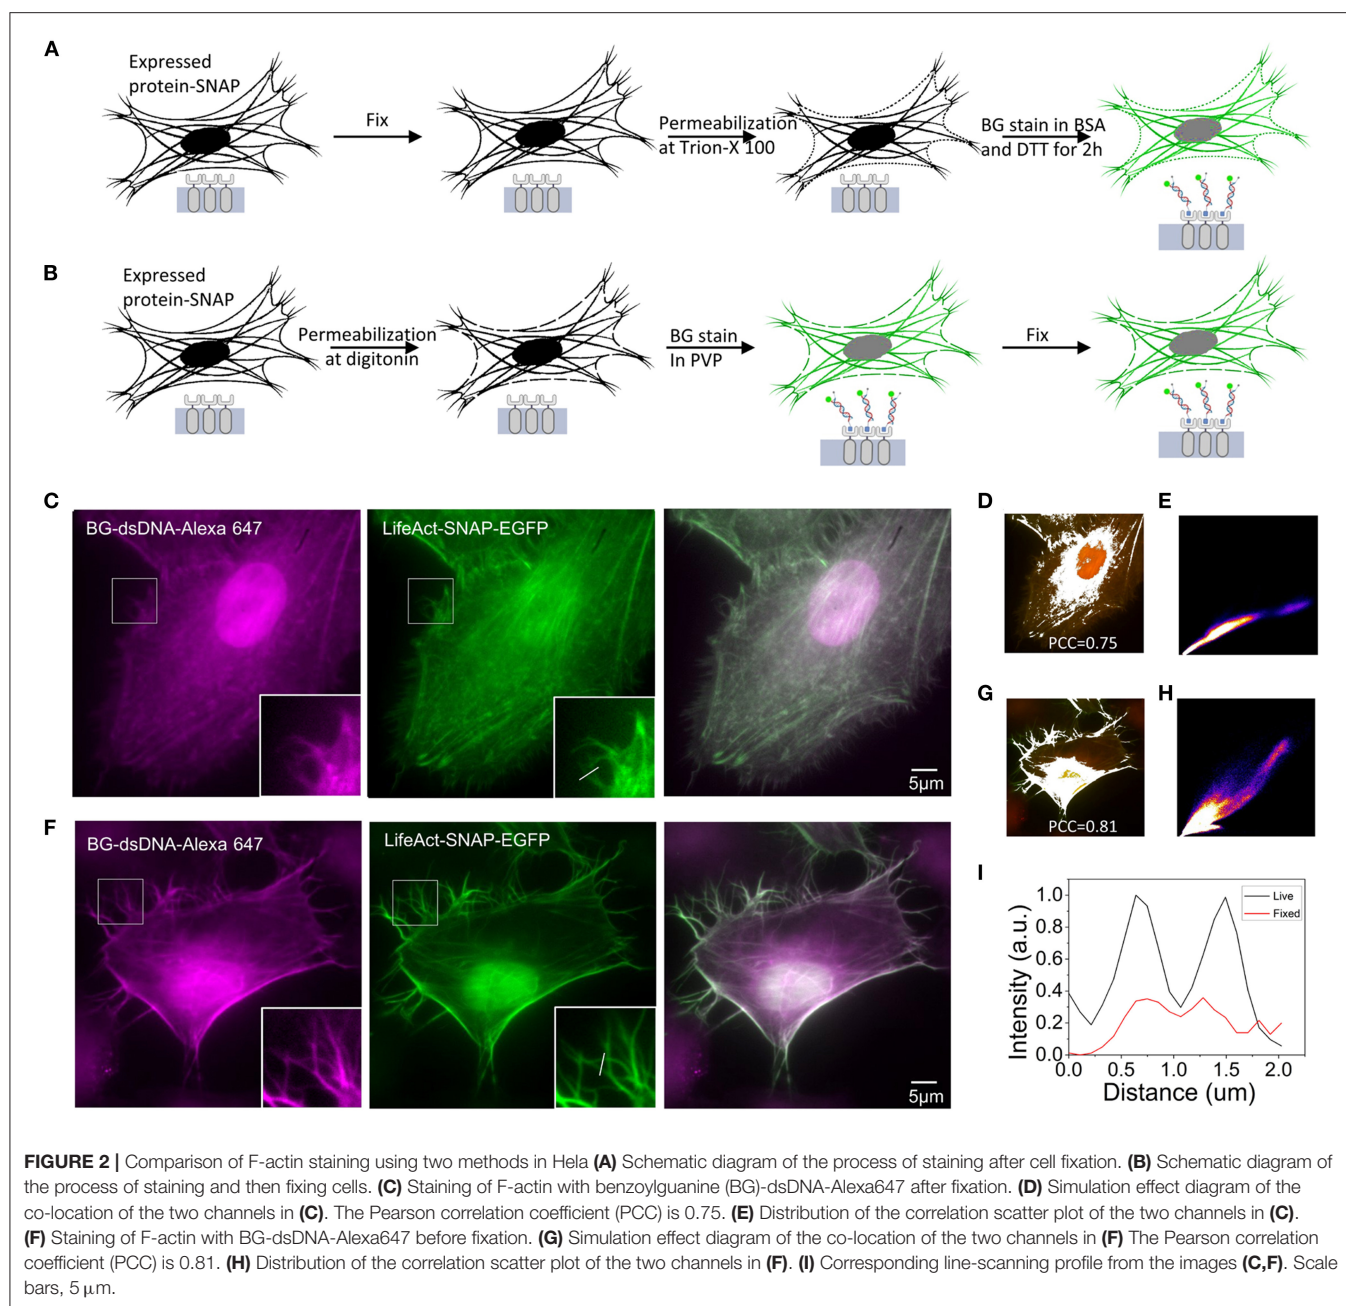 A
Expressed
protein-SNAP
Fix
Permeabilization
at Trion-X 100
BG stain in BSA
and DTT for 2h
B
Expressed
protein-SNAP
Permeabilization
at digitonin
BG stain
In PVP
Fix
C
BG-dsDNA-Alexa 647
LifeAct-SNAP-EGFP
5μm
D
PCC=0.75
E
F
BG-dsDNA-Alexa 647
LifeAct-SNAP-EGFP
5μm
G
PCC=0.81
H
I
Intensity (a.u.)
1.0
0.8
0.6
0.4
0.2
0.0
Live
Fixed
0.0 0.5 1.0 1.5 2.0
Distance (um)
FIGURE 2 | Comparison of F-actin staining using two methods in Hela (A) Schematic diagram of the process of staining after cell fixation. (B) Schematic diagram of
the process of staining and then fixing cells. (C) Staining of F-actin with benzoylguanine (BG)-dsDNA-Alexa647 after fixation. (D) Simulation effect diagram of the
co-location of the two channels in (C). The Pearson correlation coefficient (PCC) is 0.75. (E) Distribution of the correlation scatter plot of the two channels in (C).
(F) Staining of F-actin with BG-dsDNA-Alexa647 before fixation. (G) Simulation effect diagram of the co-location of the two channels in (F) The Pearson correlation
coefficient (PCC) is 0.81. (H) Distribution of the correlation scatter plot of the two channels in (F). (I) Corresponding line-scanning profile from the images (C,F). Scale
bars, 5 μm.